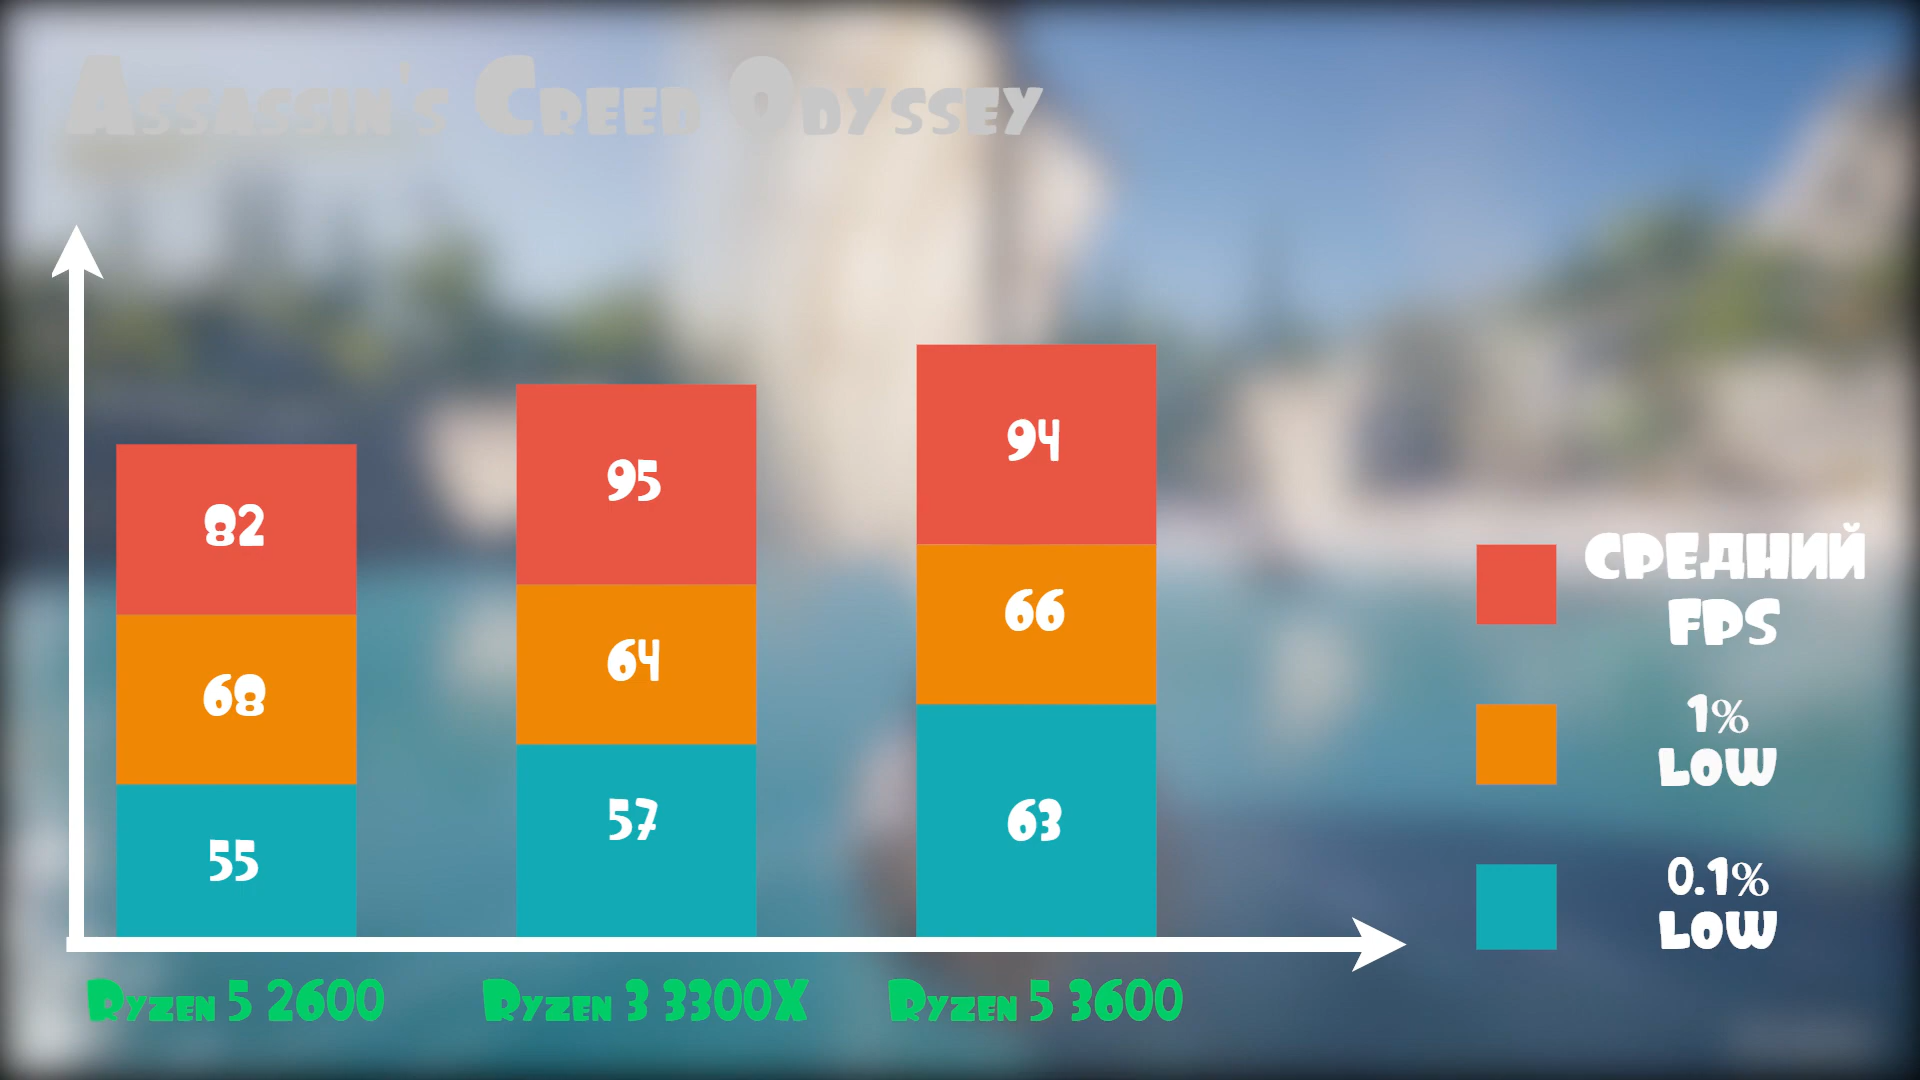 Assassin's Creed Odyssey
82
68
55
95
64
57
94
66
63
Ryzen 5 2600
Ryzen 3 3300X
Ryzen 5 3600
СРЕДНИЙ
FPS
1%
LOW
0.1%
LOW